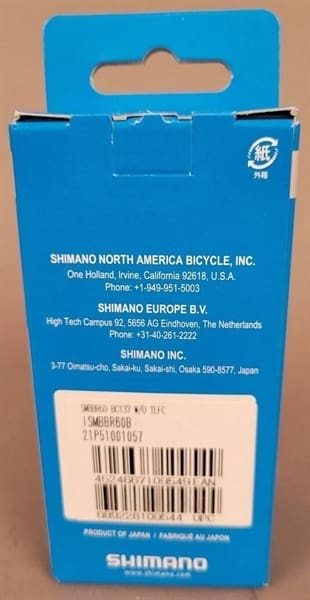 紙
外箱
SHIMANO NORTH AMERICA BICYCLE, INC.
One Holland, Irvine, California 92618, U.S.A.
Phone: +1-949-951-5003
SHIMANO EUROPE B.V.
High Tech Campus 92, 5656 AG Eindhoven, The Netherlands
Phone: +31-40-261-2222
SHIMANO INC.
3-77 Oimatsu-cho, Sakai-ku, Sakai-shi, Osaka 590-8577, Japan
SMBBR60 BC137 W/O TLFC
ISMBBR60B
21P51001057
4524667109549 EAN
689228109544 UPC
PRODUCT OF JAPAN / FABRIQUÉ AU JAPON
SHIMANO
www.shimano.com